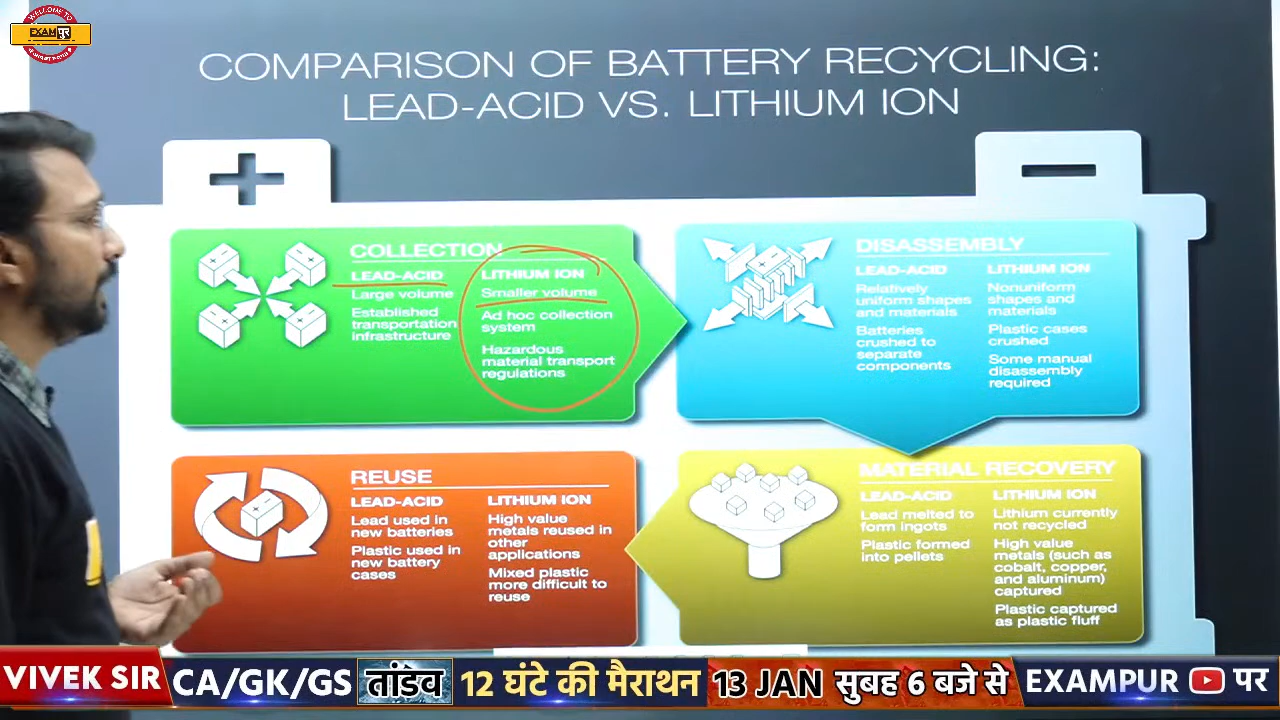 WELCOME TO
EXAMपुर
COMPARISON OF BATTERY RECYCLING:
LEAD-ACID VS. LITHIUM ION
COLLECTION
LEAD-ACID
Large volume
Established
transportation
infrastructure
LITHIUM ION
Smaller volume
Ad hoc collection
system
Hazardous
material transport
regulations
DISASSEMBLY
LEAD-ACID
Relatively
uniform shapes
and materials
Batteries
crushed to
separate
components
LITHIUM ION
Nonuniform
shapes and
materials
Plastic cases
crushed
Some manual
disassembly
required
REUSE
LEAD-ACID
Lead used in
new batteries
Plastic used in
new battery
cases
LITHIUM ION
High value
metals reused in
other
applications
Mixed plastic
more difficult to
reuse
MATERIAL RECOVERY
LEAD-ACID
Lead melted to
form ingots
Plastic formed
into pellets
LITHIUM ION
Lithium currently
not recycled
High value
metals (such as
cobalt, copper,
and aluminum)
captured
Plastic captured
as plastic fluff
VIVEK SIR CA/GK/GS तांडव 12 घंटे की मैराथन 13 JAN सुबह 6 बजे से EXAMPUR पर